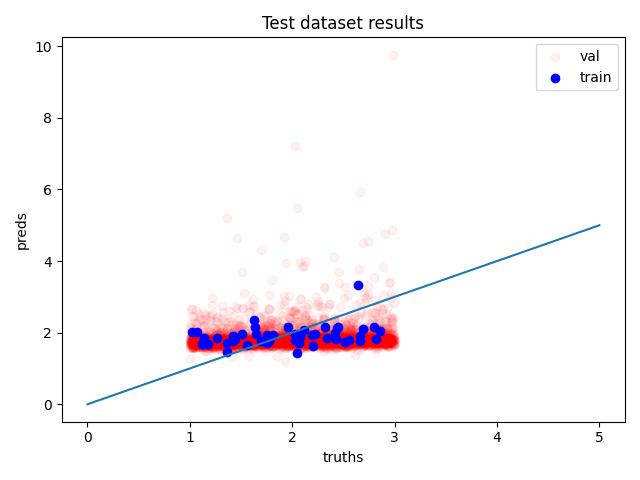 Test dataset results
val
train
10
8
6
4
2
0
preds
0 1 2 3 4 5
truths